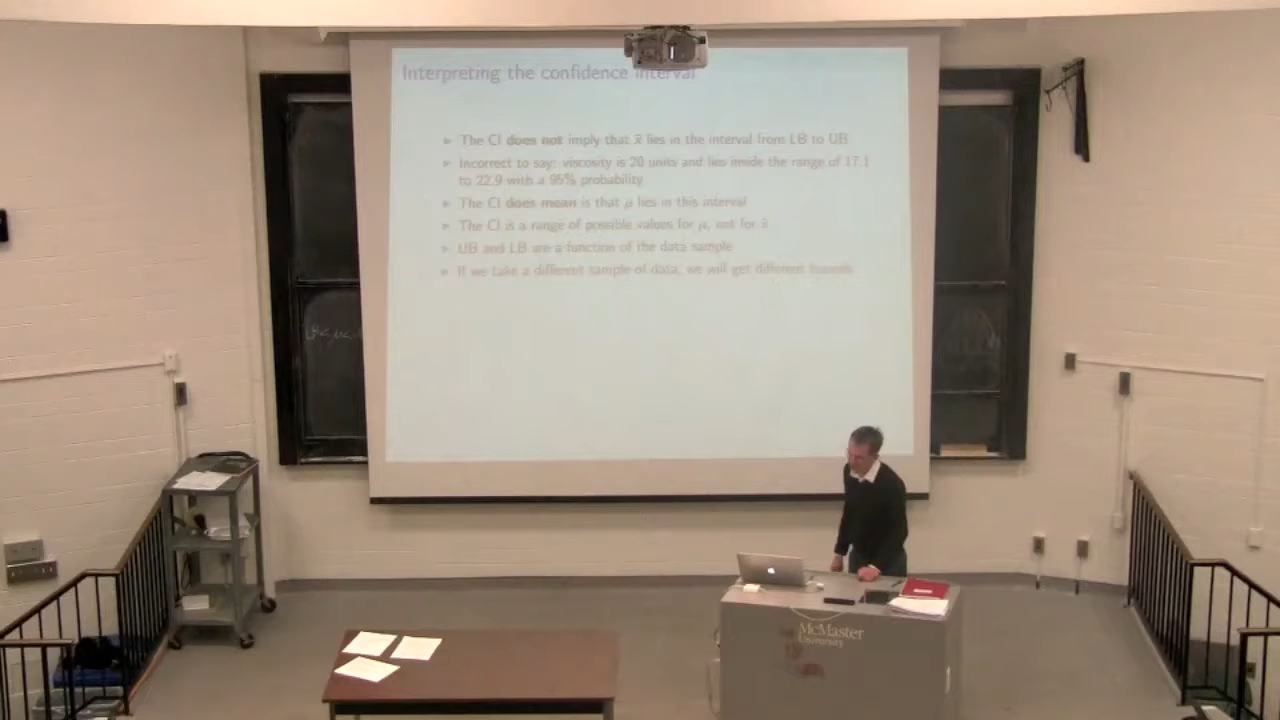 Interpreting the confidence interval
▶ The CI does not imply that x̄ lies in the interval from LB to UB
▶ Incorrect to say: viscosity is 20 units and lies inside the range of 17.1
to 22.9 with a 95% probability
▶ The CI does mean is that μ lies in this interval
▶ The CI is a range of possible values for μ, not for x̄
▶ UB and LB are a function of the data sample
▶ If we take a different sample of data, we will get different bounds
McMaster
University